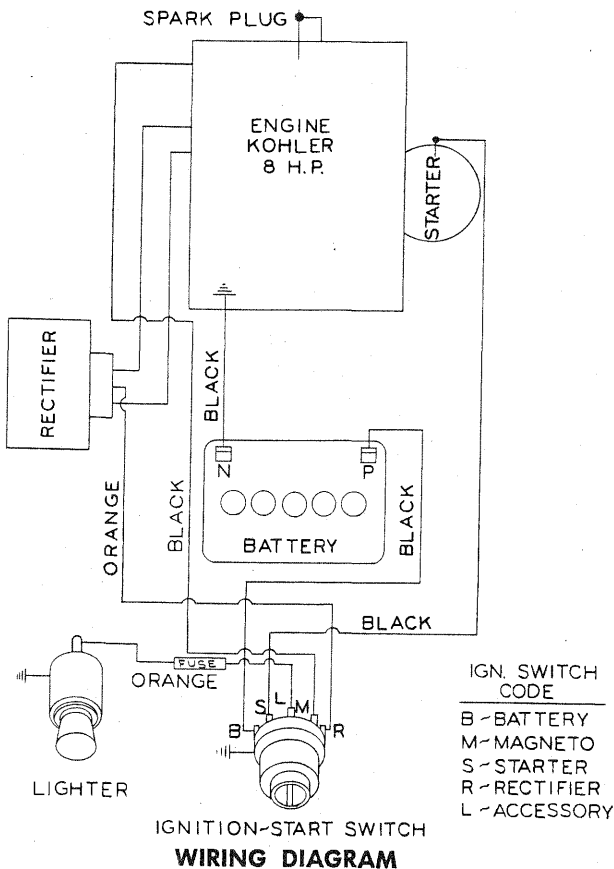 SPARK PLUG
ENGINE
KOHLER
8 H.P.
STARTER
RECTIFIER
BLACK
N
P
BATTERY
ORANGE
BLACK
BLACK
BLACK
FUSE
ORANGE
L
S
M
B
R
LIGHTER
IGN. SWITCH
CODE
B~BATTERY
M~MAGNETO
S~STARTER
R~RECTIFIER
L~ACCESSORY
IGNITION~START SWITCH
WIRING DIAGRAM